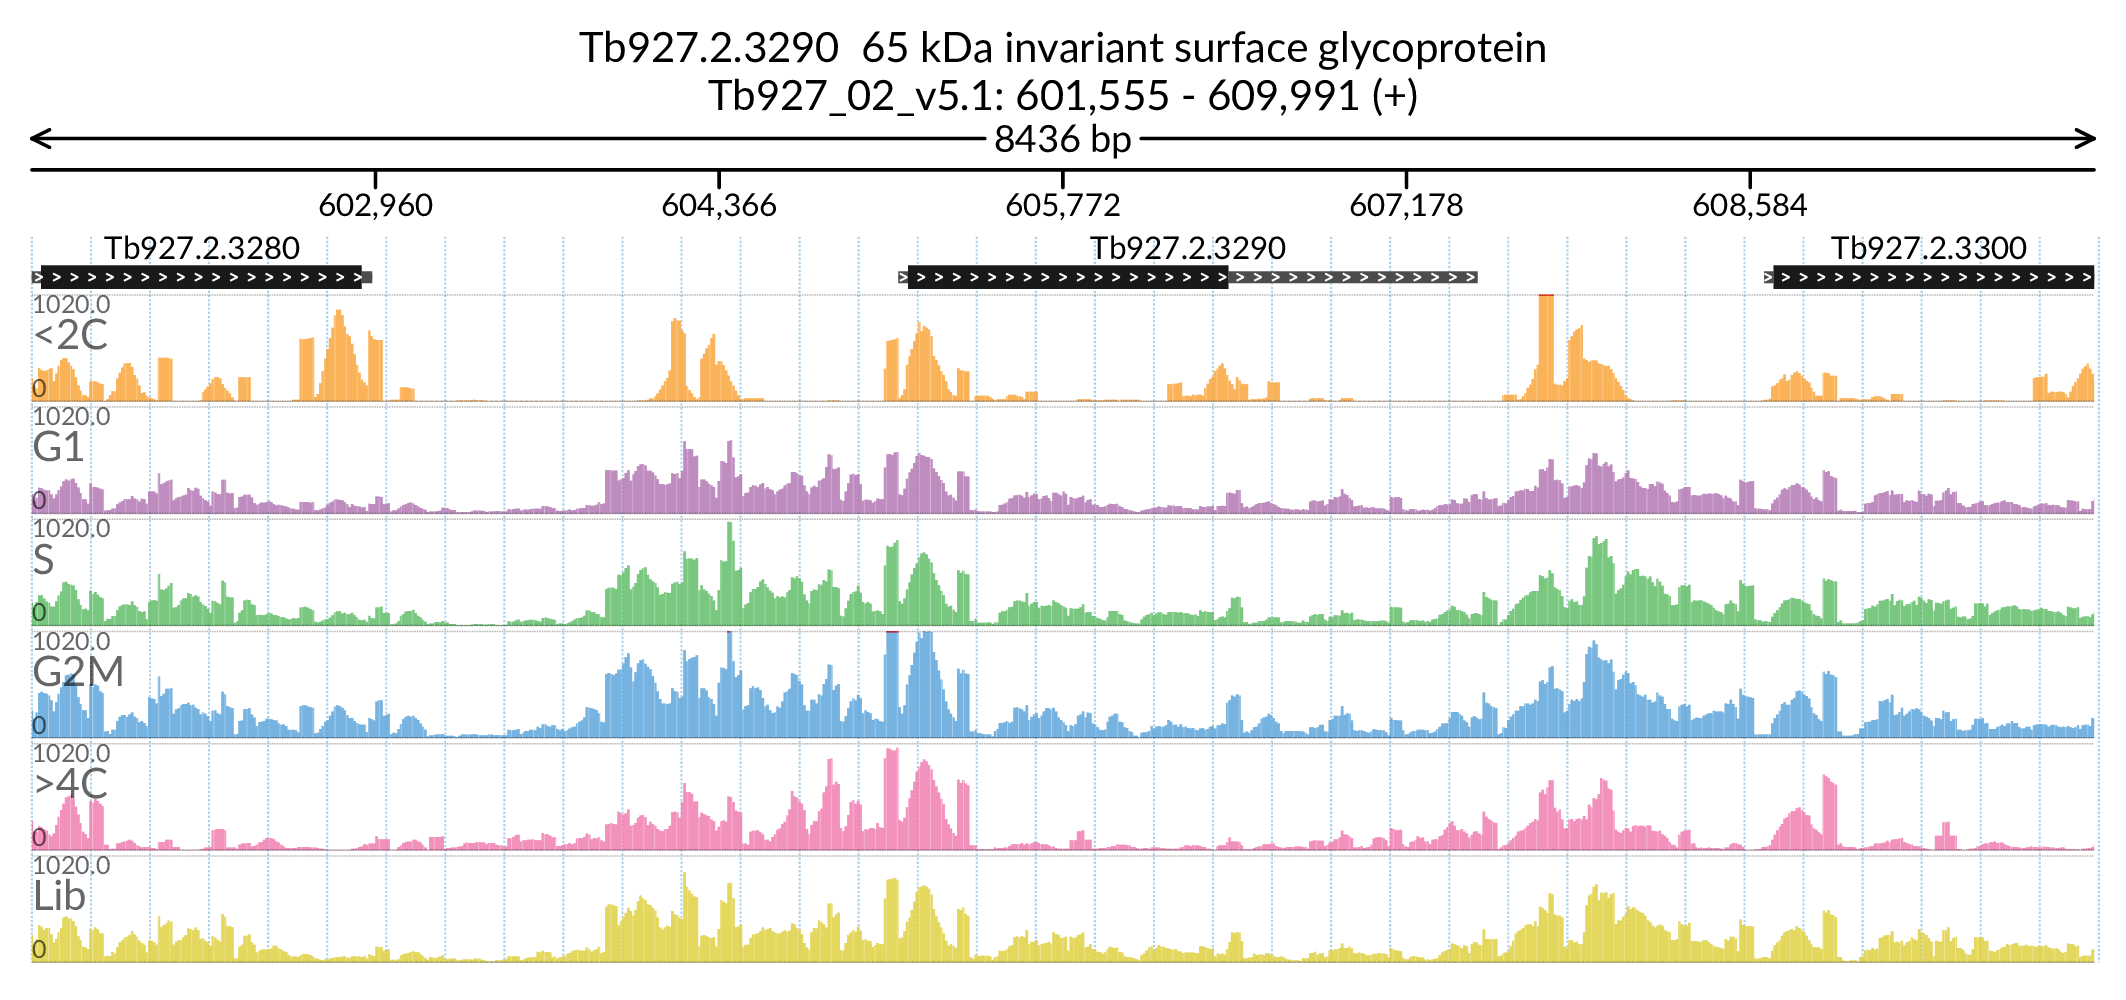 Tb927.2.3290  65 kDa invariant surface glycoprotein
Tb927_02_v5.1: 601,555 - 609,991 (+)
8436 bp
602,960 604,366 605,772 607,178 608,584
Tb927.2.3280 Tb927.2.3290 Tb927.2.3300
1020.0
<2C
0
1020.0
G1
0
1020.0
S
0
1020.0
G2M
0
1020.0
>4C
0
1020.0
Lib
0